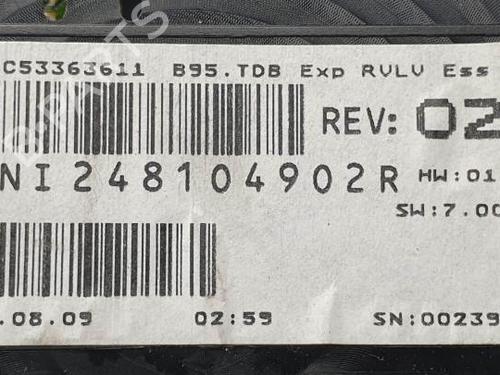 C53363611 B95.TDB Exp RVLV Ess
REV: 02
NI248104902R HW:01
SW:7.00
.08.09 02:59 SN:00239
B-PARTS